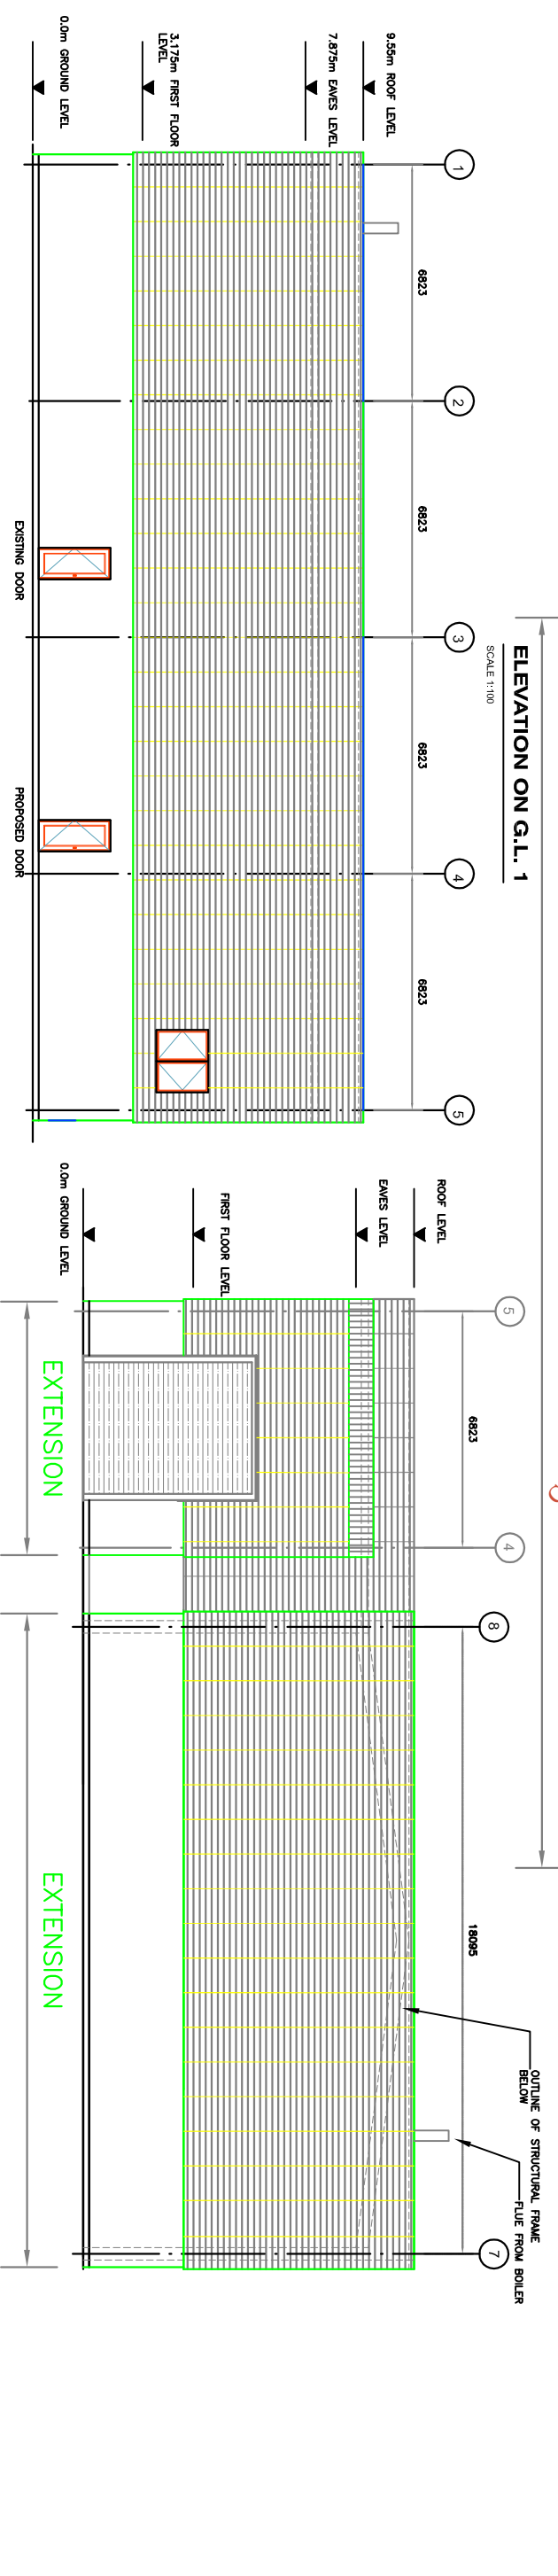 ELEVATION ON G.L. 1
SCALE 1:100
1
2
3
4
5
6823
6823
6823
6823
9.55m ROOF LEVEL
7.875m EAVES LEVEL
3.175m FIRST FLOOR
LEVEL
0.0m GROUND LEVEL
EXISTING DOOR
PROPOSED DOOR
OUTLINE OF STRUCTURAL FRAME
BELOW
FLUE FROM BOILER
5
4
8
7
6823
18095
ROOF LEVEL
EAVES LEVEL
FIRST FLOOR LEVEL
0.0m GROUND LEVEL
EXTENSION
EXTENSION